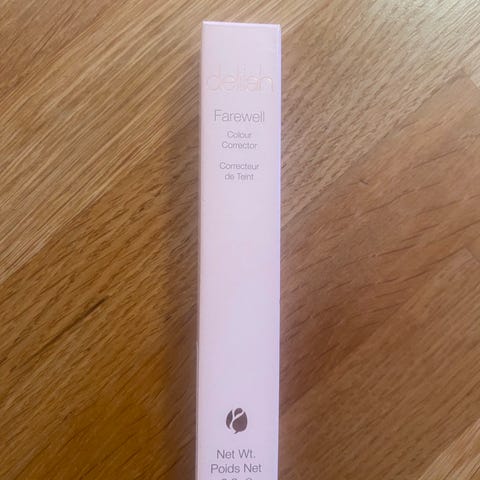 delilah
Farewell
Colour
Corrector
Correcteur
de Teint
Net Wt.
Poids Net